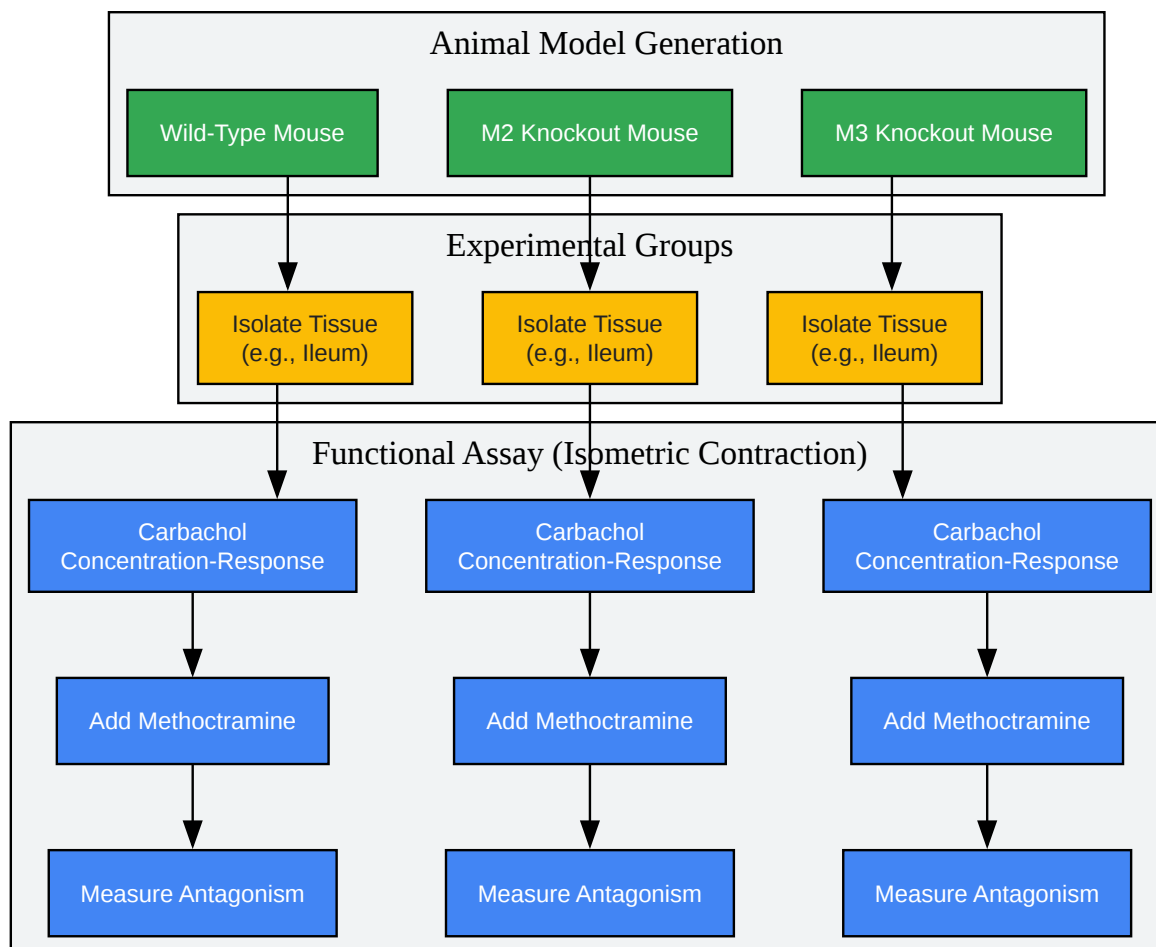 Animal Model Generation
Wild-Type Mouse
M2 Knockout Mouse
M3 Knockout Mouse
Experimental Groups
Isolate Tissue
(e.g., Ileum)
Isolate Tissue
(e.g., Ileum)
Isolate Tissue
(e.g., Ileum)
Functional Assay (Isometric Contraction)
Carbachol
Concentration-Response
Carbachol
Concentration-Response
Carbachol
Concentration-Response
Add Methoctramine
Add Methoctramine
Add Methoctramine
Measure Antagonism
Measure Antagonism
Measure Antagonism